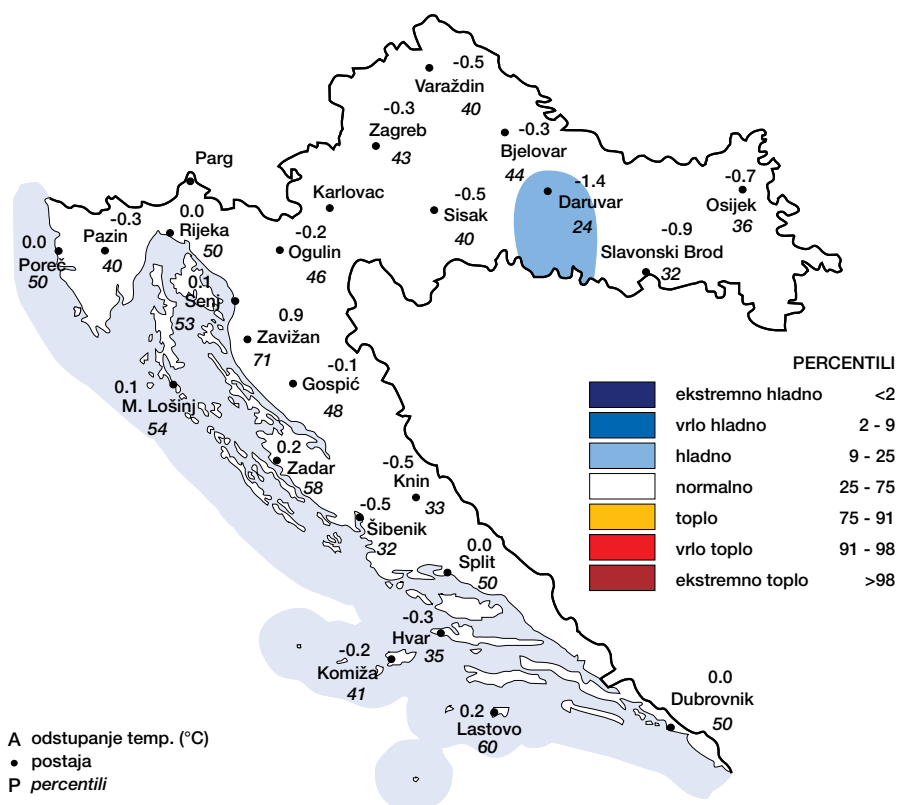 -0.5
Varaždin
40
-0.3
Zagreb
43
-0.3
Bjelovar
44
Parg
Karlovac
-0.5
Sisak
40
-1.4
Daruvar
24
-0.7
Osijek
36
-0.9
Slavonski Brod
32
0.0
Poreč
50
-0.3
Pazin
40
0.0
Rijeka
50
-0.2
Ogulin
46
0.1
Senj
53
0.9
Zavižan
71
-0.1
Gospić
48
0.1
M. Lošinj
54
0.2
Zadar
58
-0.5
Knin
33
-0.5
Šibenik
32
0.0
Split
50
-0.3
Hvar
35
-0.2
Komiža
41
0.2
Lastovo
60
0.0
Dubrovnik
50
PERCENTILI
ekstremno hladno <2
vrlo hladno 2 - 9
hladno 9 - 25
normalno 25 - 75
toplo 75 - 91
vrlo toplo 91 - 98
ekstremno toplo >98
A odstupanje temp. (°C)
• postaja
P percentili